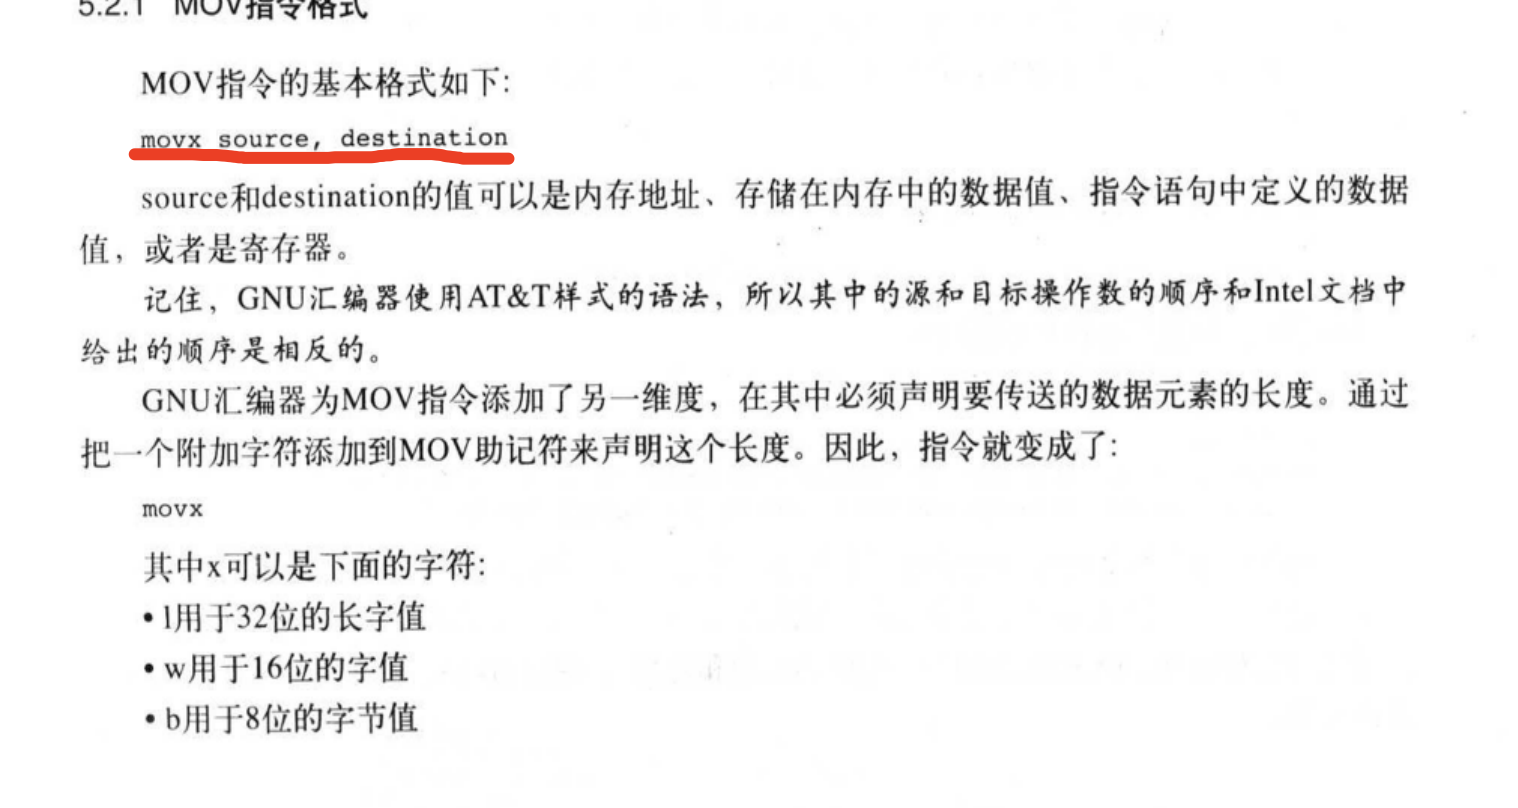 5.2.1 MOV指令格式
MOV指令的基本格式如下:
movx source, destination
source和destination的值可以是内存地址、存储在内存中的数据值、指令语句中定义的数据
值，或者是寄存器。
记住，GNU汇编器使用AT&T样式的语法，所以其中的源和目标操作数的顺序和Intel文档中
给出的顺序是相反的。
GNU汇编器为MOV指令添加了另一维度，在其中必须声明要传送的数据元素的长度。通过
把一个附加字符添加到MOV助记符来声明这个长度。因此，指令就变成了:
movx
其中x可以是下面的字符:
• l用于32位的长字值
• w用于16位的字值
• b用于8位的字节值